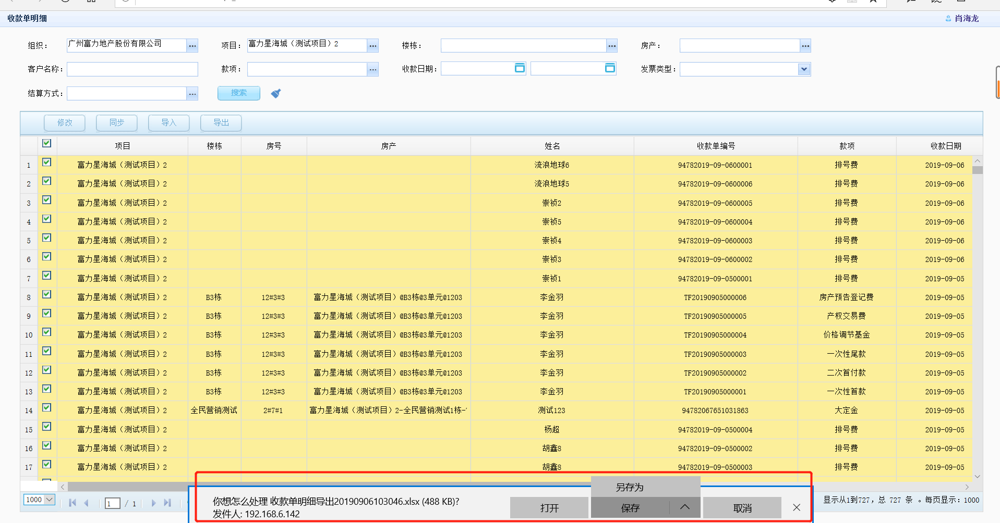 收款单明细
肖海龙
组织： 广州富力地产股份有限公司 ... 项目： 富力星海城（测试项目）2 ... 楼栋： ... 房产： ...
客户名称： 款项： ... 收款日期： 发票类型：
结算方式： ... 搜索
修改 同步 导入 导出
项目 楼栋 房号 房产 姓名 收款单编号 款项 收款日期
1 富力星海城（测试项目）2 流浪地球6 94782019-09-0600001 排号费 2019-09-06
2 富力星海城（测试项目）2 流浪地球5 94782019-09-0600006 排号费 2019-09-06
3 富力星海城（测试项目）2 崇祯2 94782019-09-0600005 排号费 2019-09-06
4 富力星海城（测试项目）2 崇祯5 94782019-09-0600004 排号费 2019-09-06
5 富力星海城（测试项目）2 崇祯4 94782019-09-0600003 排号费 2019-09-06
6 富力星海城（测试项目）2 崇祯3 94782019-09-0600002 排号费 2019-09-06
7 富力星海城（测试项目）2 崇祯1 94782019-09-0500001 排号费 2019-09-05
8 富力星海城（测试项目）2 B3栋 12#3#3 富力星海城（测试项目）@B3栋@3单元@1203 李金羽 TF20190905000006 房产预告登记费 2019-09-05
9 富力星海城（测试项目）2 B3栋 12#3#3 富力星海城（测试项目）@B3栋@3单元@1203 李金羽 TF20190905000005 产权交易费 2019-09-05
10 富力星海城（测试项目）2 B3栋 12#3#3 富力星海城（测试项目）@B3栋@3单元@1203 李金羽 TF20190905000004 价格调节基金 2019-09-05
11 富力星海城（测试项目）2 B3栋 12#3#3 富力星海城（测试项目）@B3栋@3单元@1203 李金羽 TF20190905000003 一次性尾款 2019-09-05
12 富力星海城（测试项目）2 B3栋 12#3#3 富力星海城（测试项目）@B3栋@3单元@1203 李金羽 TF20190905000002 二次首付款 2019-09-05
13 富力星海城（测试项目）2 B3栋 12#3#3 富力星海城（测试项目）@B3栋@3单元@1203 李金羽 TF20190905000001 一次性首款 2019-09-05
14 富力星海城（测试项目）2 全民营销测试 2#7#1 富力星海城（测试项目）2-全民营销测试1栋- 测试123 94782067651031863 大定金 2019-09-05
15 富力星海城（测试项目）2 杨超 94782019-09-0500004 排号费 2019-09-05
16 富力星海城（测试项目）2 胡鑫8 94782019-09-0500002 排号费 2019-09-05
17 富力星海城（测试项目）2 胡鑫8 94782019-09-0500003 排号费 2019-09-05
1000 1 / 1 显示从1到727，总 727 条 。每页显示：1000
另存为
你想怎么处理 收款单明细导出20190906103046.xlsx (488 KB)?
发件人: 192.168.6.142
打开 保存 取消